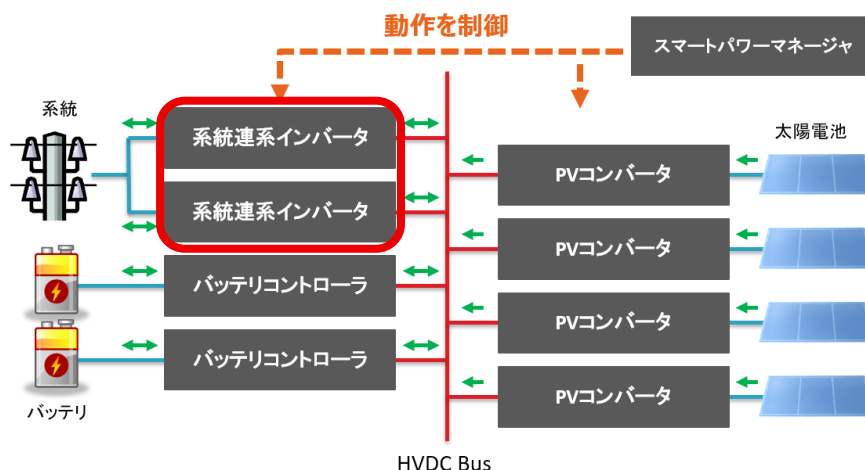 動作を制御
スマートパワーマネージャ
系統
系統連系インバータ
太陽電池
PVコンバータ
系統連系インバータ
PVコンバータ
バッテリコントローラ
PVコンバータ
バッテリコントローラ
PVコンバータ
バッテリ
HVDC Bus